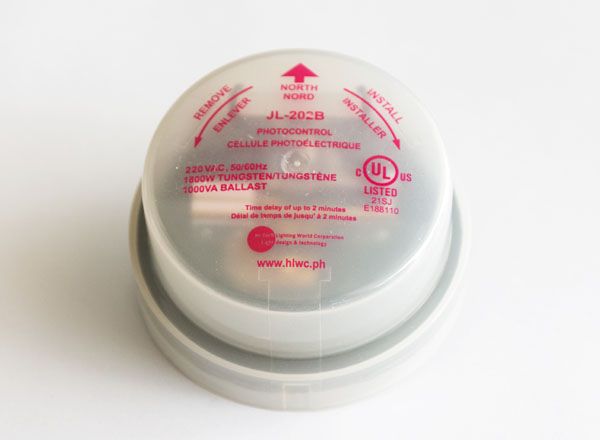 REMOVE
ENLEVER
NORTH
NORD
INSTALL
INSTALLER
JL-202B
PHOTOCONTROL
CELLULE PHOTOÉLECTRIQUE
220 VAC, 50/60Hz
1800W TUNGSTEN/TUNGSTÈNE
1000VA BALLAST
C UL US
LISTED
21SJ
E188110
Time delay of up to 2 minutes
Délai de temps de jusqu' à 2 minutes
Lighting World Corporation
Light design & technology
www.hlwc.ph